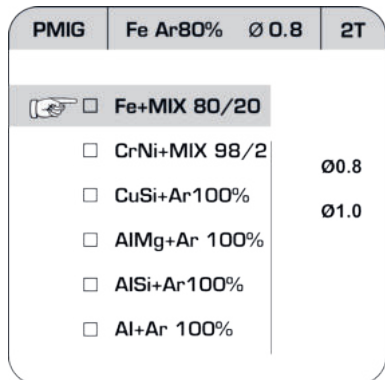 PMIG Fe Ar80% Ø 0.8 2T
Fe+MIX 80/20
CrNi+MIX 98/2
Ø0.8
CuSi+Ar100%
Ø1.0
AlMg+Ar 100%
AlSi+Ar100%
Al+Ar 100%